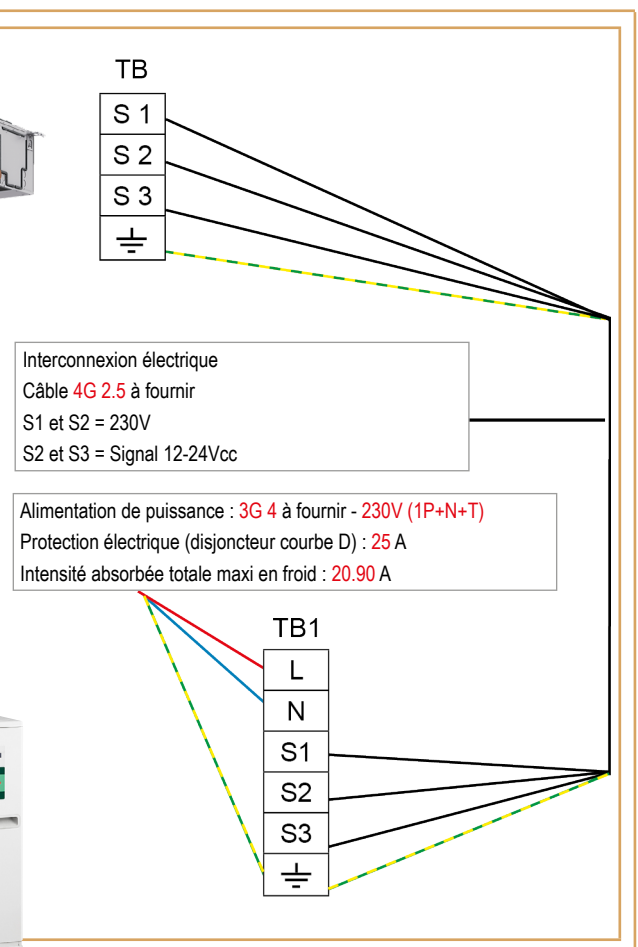 TB
S 1
S 2
S 3
Interconnexion électrique
Câble 4G 2.5 à fournir
S1 et S2 = 230V
S2 et S3 = Signal 12-24Vcc
Alimentation de puissance : 3G 4 à fournir - 230V (1P+N+T)
Protection électrique (disjoncteur courbe D) : 25 A
Intensité absorbée totale maxi en froid : 20.90 A
TB1
L
N
S1
S2
S3